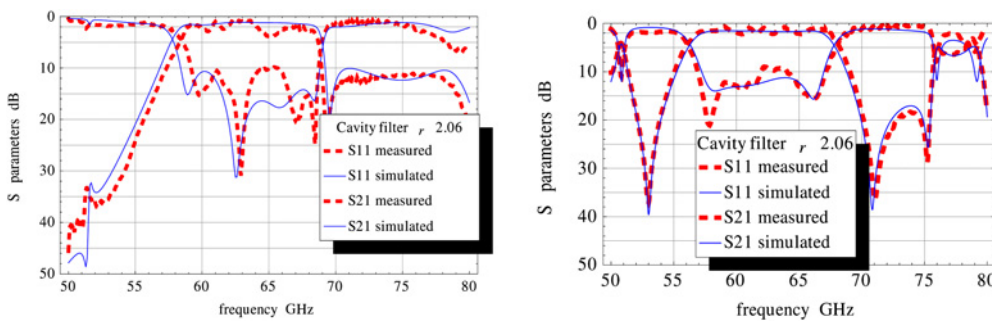 0
10
20
30
40
50
S parameters dB
50 55 60 65 70 75 80
frequency GHz
Cavity filter r 2.06
S11 measured
S11 simulated
S21 measured
S21 simulated
0
10
20
30
40
50
S parameters dB
50 55 60 65 70 75 80
frequency GHz
Cavity filter r 2.06
S11 measured
S11 simulated
S21 measured
S21 simulated